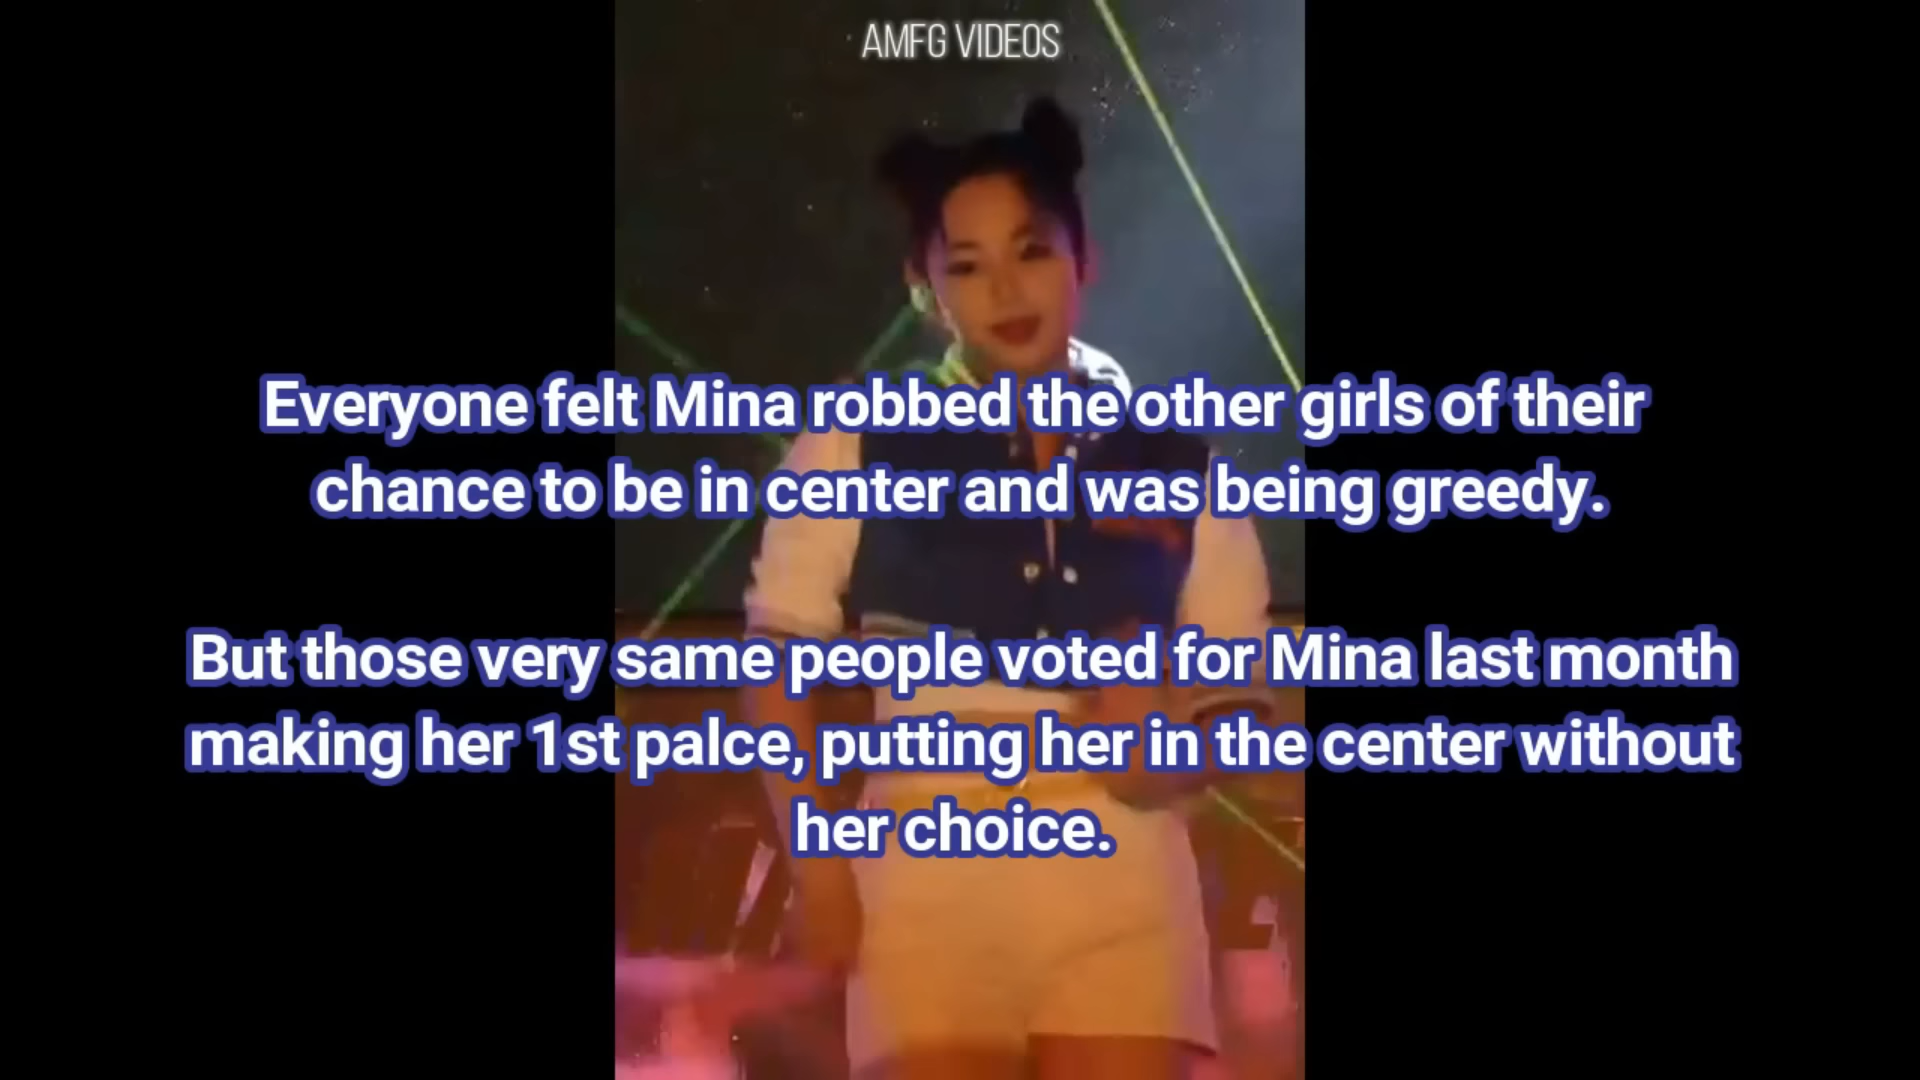 AMFG VIDEOS
Everyone felt Mina robbed the other girls of their
chance to be in center and was being greedy.
But those very same people voted for Mina last month
making her 1st palce, putting her in the center without
her choice.